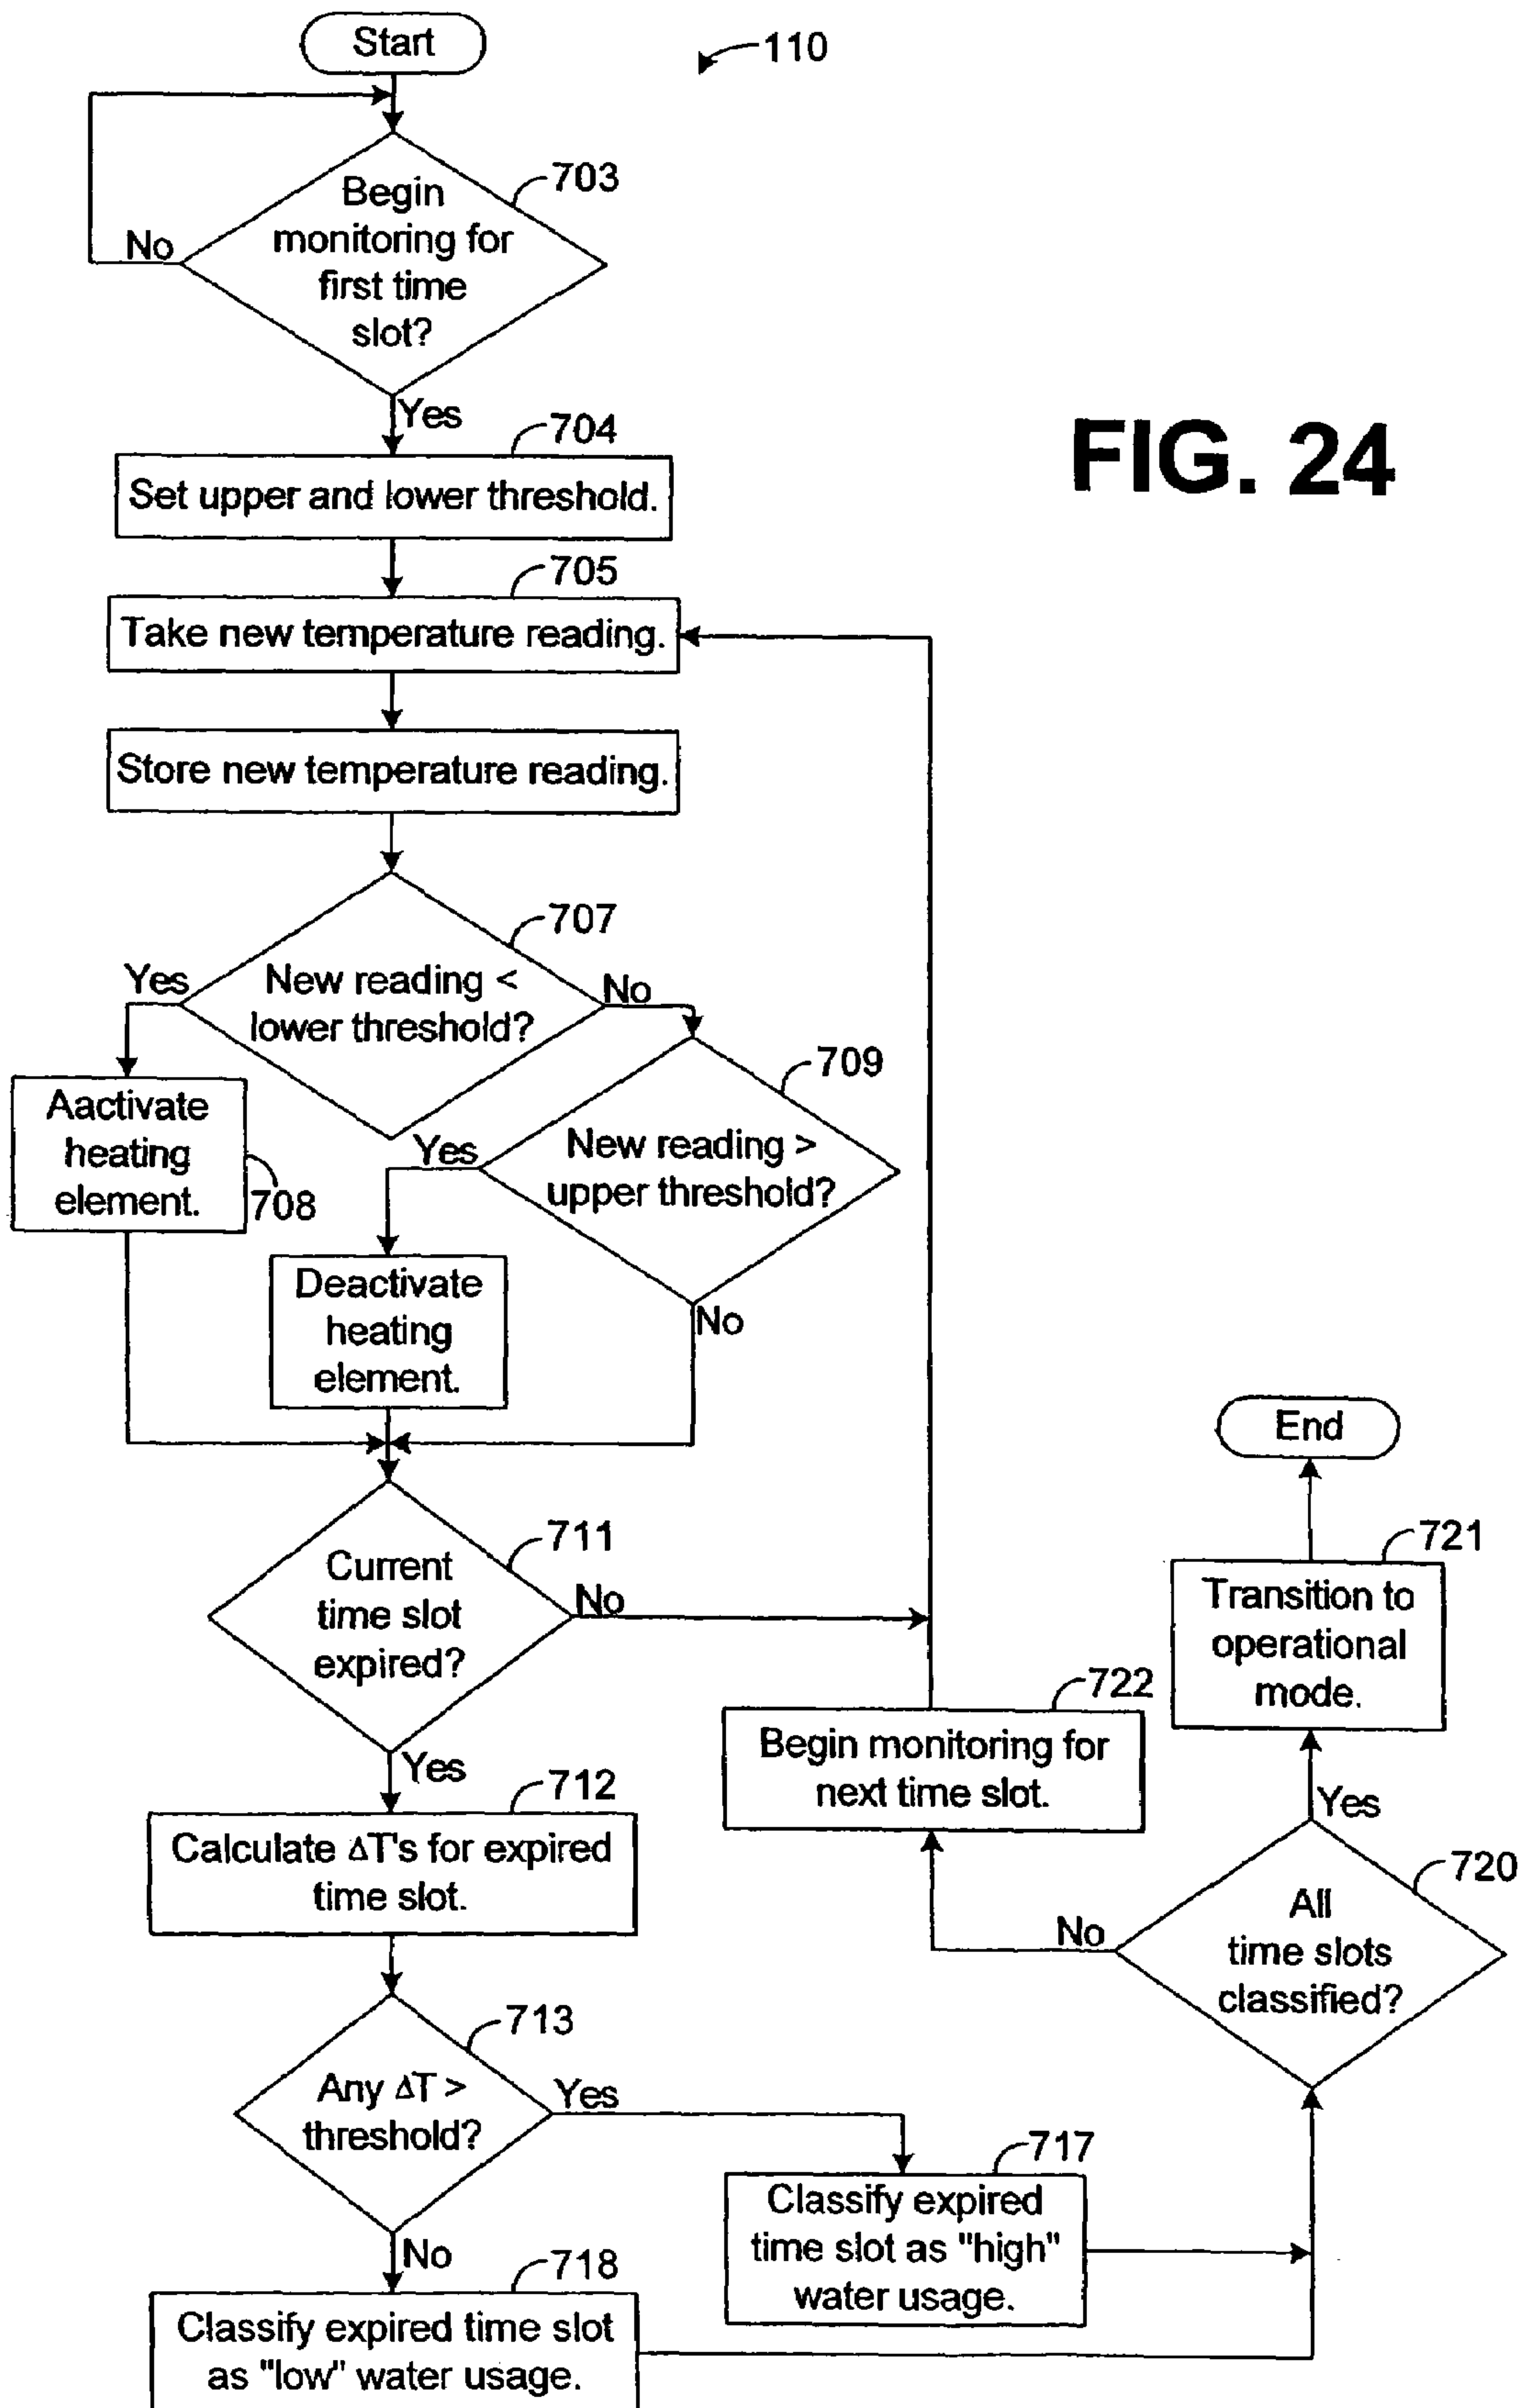 Start
110
703
Begin
monitoring for
first time
slot?
No
Yes
FIG. 24
704
Set upper and lower threshold.
705
Take new temperature reading.
Store new temperature reading.
707
Yes
New reading <
lower threshold?
No
709
Aactivate
heating
element.
708
Yes
New reading >
upper threshold?
No
Deactivate
heating
element.
End
711
Current
time slot
expired?
No
721
Transition to
operational
mode.
722
Begin monitoring for
next time slot.
Yes
Yes
712
Calculate ΔT's for expired
time slot.
720
All
time slots
classified?
No
713
Any ΔT >
threshold?
Yes
717
Classify expired
time slot as "high"
water usage.
No
718
Classify expired time slot
as "low" water usage.